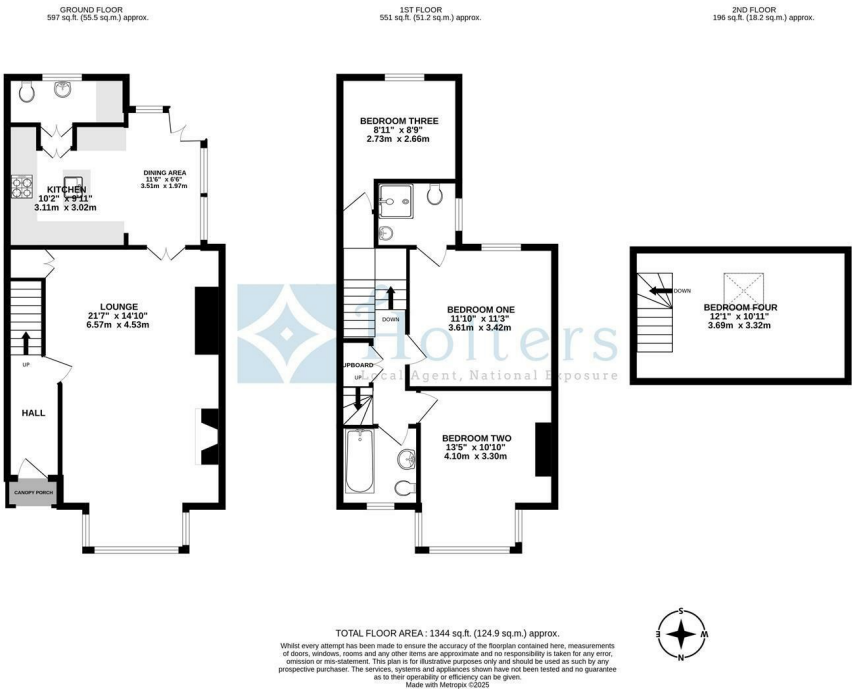 GROUND FLOOR
597 sq.ft. (55.5 sq.m.) approx.
KITCHEN
10'2" x 9'11"
3.11m x 3.02m
DINING AREA
11'6" x 6'6"
3.51m x 1.97m
LOUNGE
21'7" x 14'10"
6.57m x 4.53m
UP
HALL
CANOPY PORCH
1ST FLOOR
551 sq.ft. (51.2 sq.m.) approx.
BEDROOM THREE
8'11" x 8'9"
2.73m x 2.66m
BEDROOM ONE
11'10" x 11'3"
3.61m x 3.42m
DOWN
UPBOARD
UP
BEDROOM TWO
13'5" x 10'10"
4.10m x 3.30m
Holters
Local Agent, National Exposure
2ND FLOOR
196 sq.ft. (18.2 sq.m.) approx.
DOWN
BEDROOM FOUR
12'1" x 10'11"
3.69m x 3.32m
S
E W
N
TOTAL FLOOR AREA : 1344 sq.ft. (124.9 sq.m.) approx.
Whilst every attempt has been made to ensure the accuracy of the floorplan contained here, measurements
of doors, windows, rooms and any other items are approximate and no responsibility is taken for any error,
omission or mis-statement. This plan is for illustrative purposes only and should be used as such by any
prospective purchaser. The services, systems and appliances shown have not been tested and no guarantee
as to their operability or efficiency can be given.
Made with Metropix ©2025